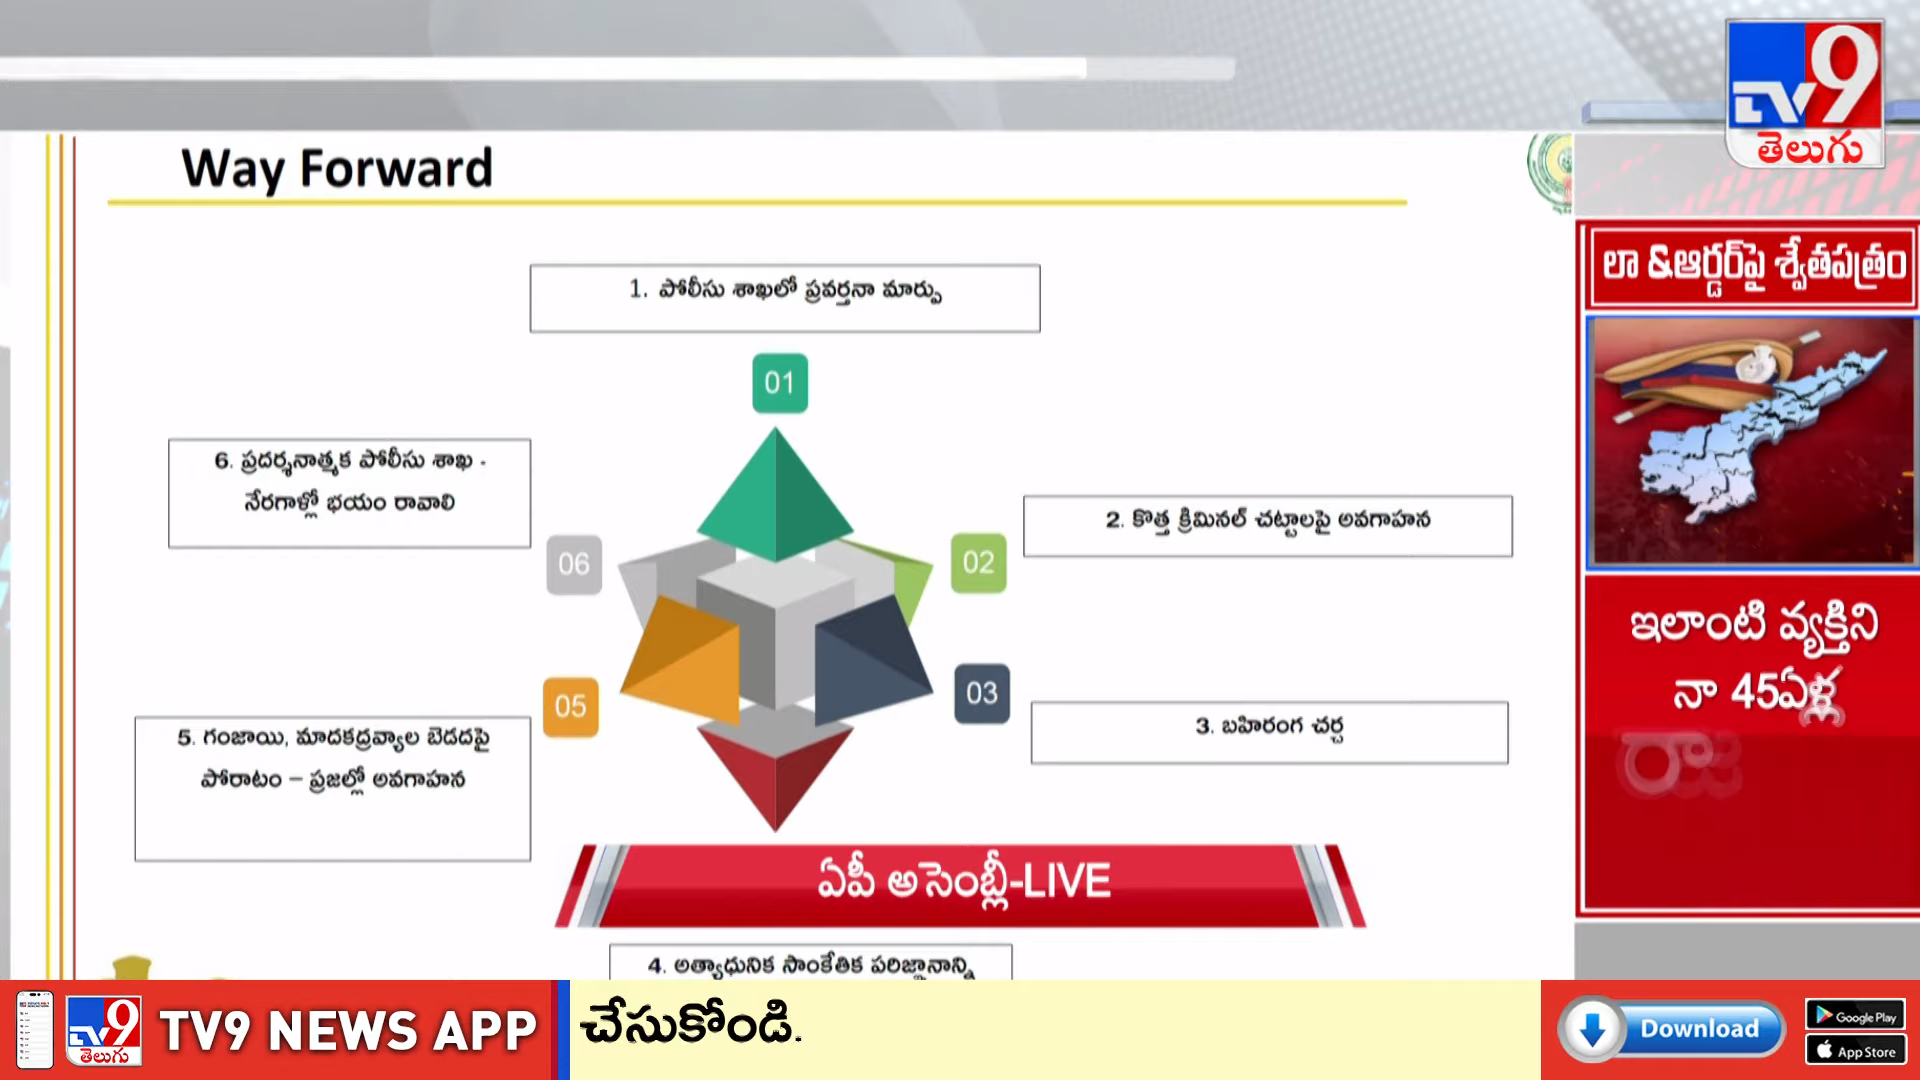 TV9
తెలుగు
Way Forward
1. పోలీసు శాఖలో ప్రవర్తనా మార్పు
01
6. ప్రదర్శనాత్మక పోలీసు శాఖ -
నేరగాళ్లో భయం రావాలి
2. కొత్త క్రిమినల్ చట్టాలపై అవగాహన
06
02
05
03
5. గంజాయి, మాదకద్రవ్యాల బెడదపై
పోరాటం – ప్రజల్లో అవగాహన
3. బహిరంగ చర్చ
ఏపీ అసెంబ్లీ-LIVE
4. అత్యాధునిక సాంకేతిక పరిజ్ఞానాన్ని
లా &ఆర్డర్‌పై శ్వేతపత్రం
ఇలాంటి వ్యక్తిని
నా 45ఏళ్ల
TV9
తెలుగు
TV9 NEWS APP
చేసుకోండి.
Download
Google Play
App Store